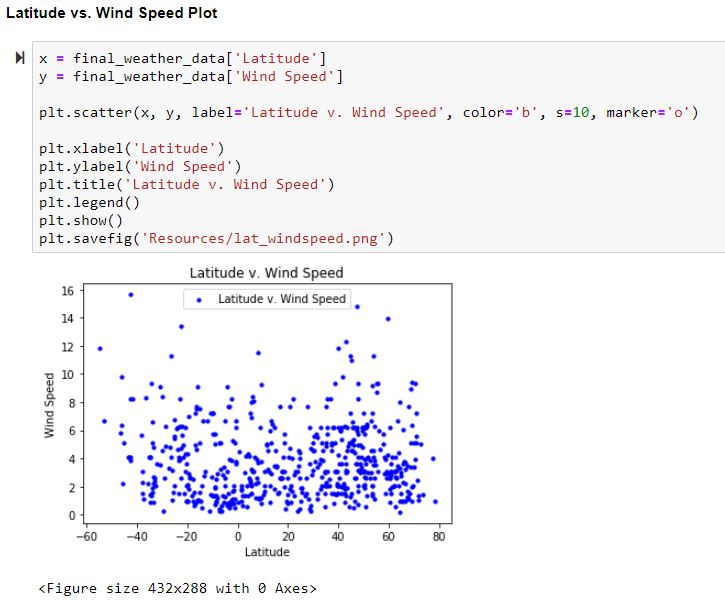 Latitude vs. Wind Speed Plot
x = final_weather_data['Latitude']
y = final_weather_data['Wind Speed']
plt.scatter(x, y, label='Latitude v. Wind Speed', color='b', s=10, marker='o')
plt.xlabel('Latitude')
plt.ylabel('Wind Speed')
plt.title('Latitude v. Wind Speed')
plt.legend()
plt.show()
plt.savefig('Resources/lat_windspeed.png')
Latitude v. Wind Speed
Latitude v. Wind Speed
Wind Speed
16
14
12
10
8
6
4
2
0
−60 −40 −20 0 20 40 60 80
Latitude
<Figure size 432x288 with 0 Axes>